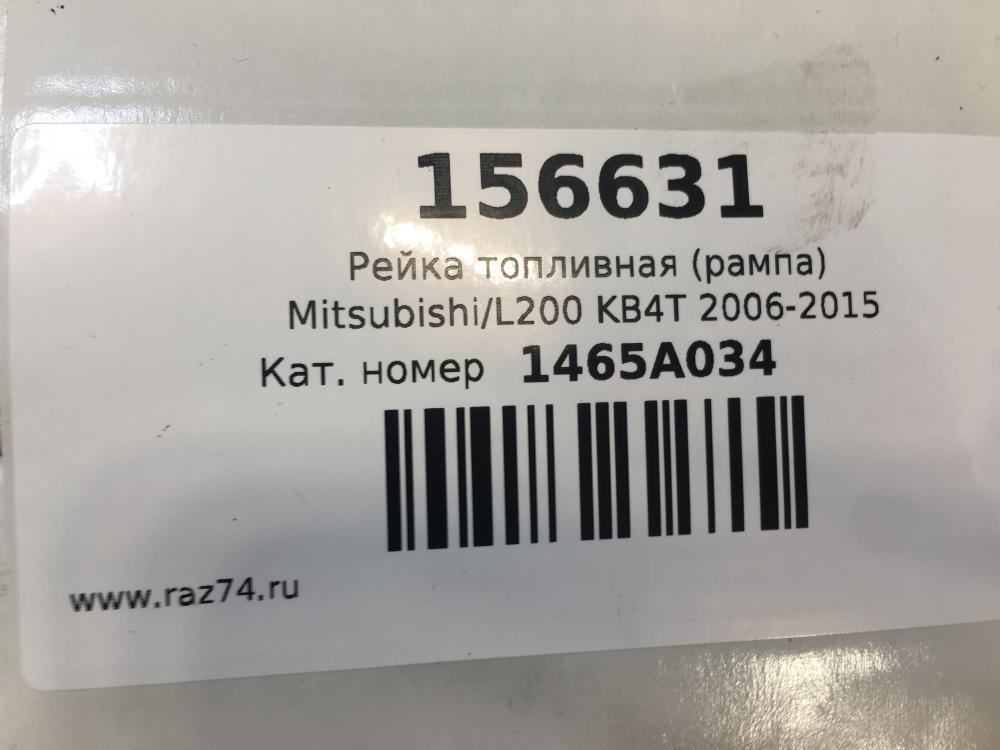 156631
Рейка топливная (рампа)
Mitsubishi/L200 KB4T 2006-2015
Кат. номер 1465A034
www.raz74.ru